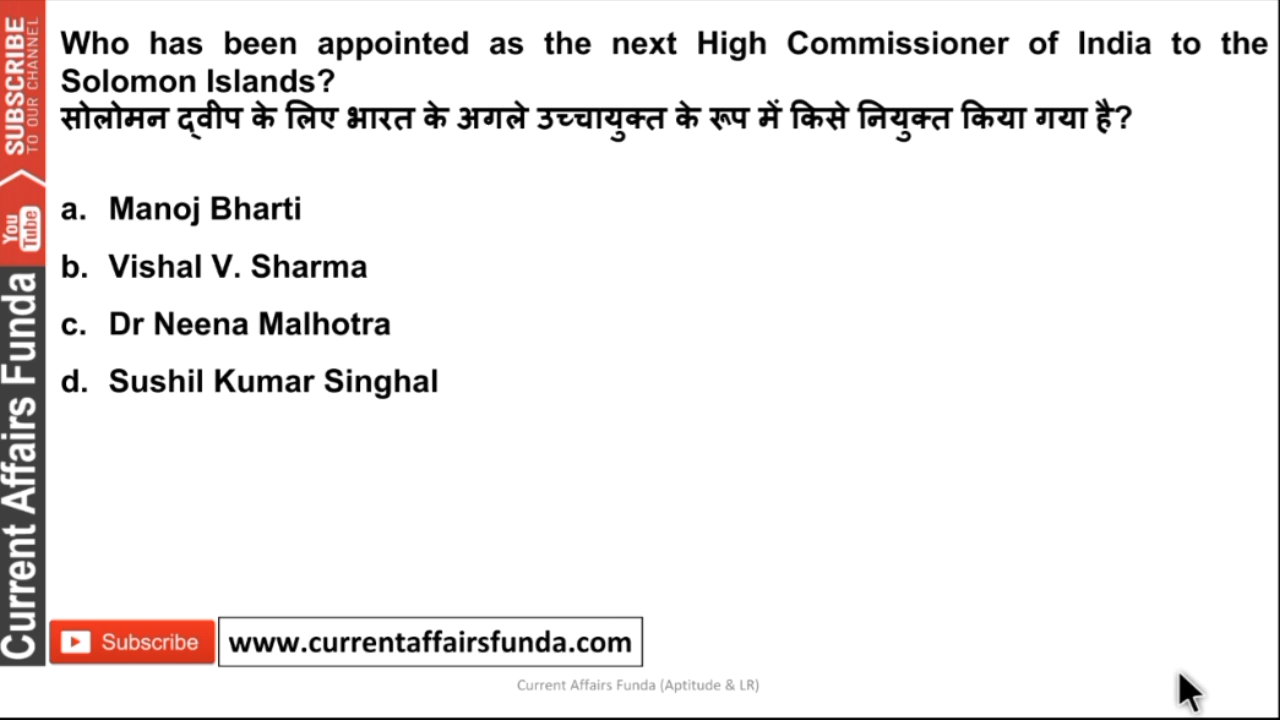 Who has been appointed as the next High Commissioner of India to the
Solomon Islands?
सोलोमन द्वीप के लिए भारत के अगले उच्चायुक्त के रूप में किसे नियुक्त किया गया है?
a. Manoj Bharti
b. Vishal V. Sharma
c. Dr Neena Malhotra
d. Sushil Kumar Singhal
SUBSCRIBE
TO OUR CHANNEL
You Tube
Current Affairs Funda
Subscribe
www.currentaffairsfunda.com
Current Affairs Funda (Aptitude & LR)